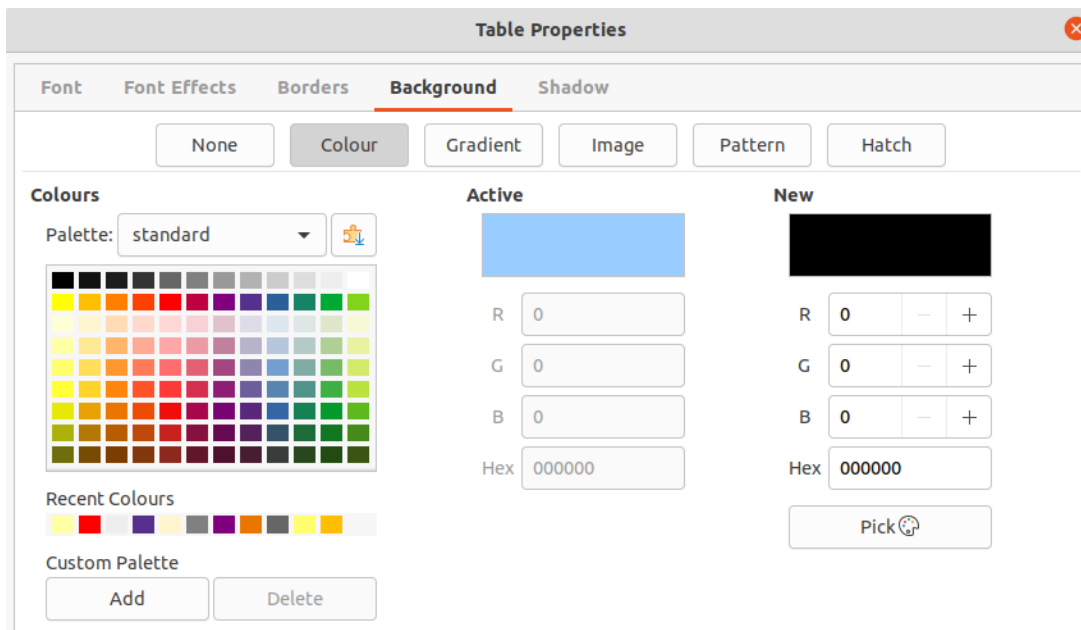 Table Properties
Font Font Effects Borders Background Shadow
None Colour Gradient Image Pattern Hatch
Colours Active New
Palette: standard
R 0 R 0 − +
G 0 G 0 − +
B 0 B 0 − +
Hex 000000 Hex 000000
Recent Colours
Pick
Custom Palette
Add Delete